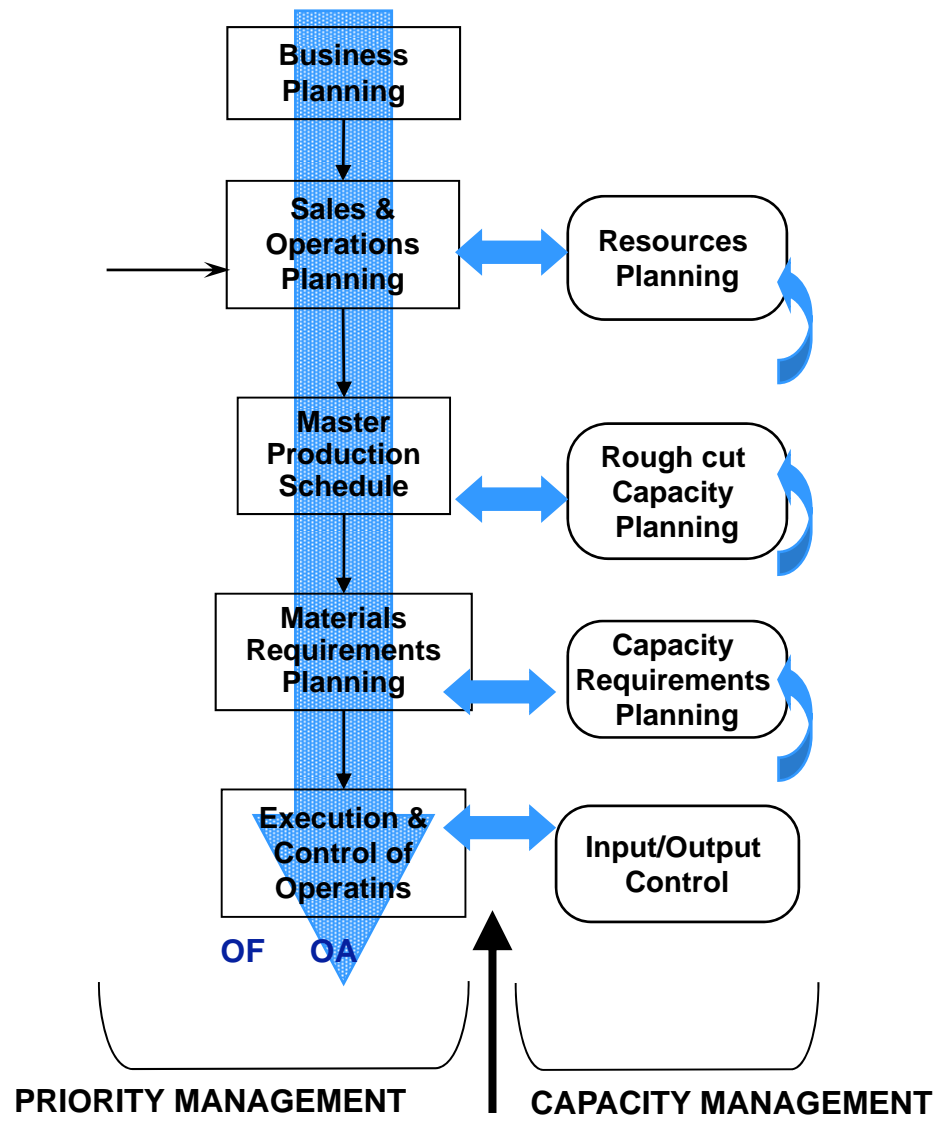 Business
Planning
Sales &
Operations
Planning
Resources
Planning
Master
Production
Schedule
Rough cut
Capacity
Planning
Materials
Requirements
Planning
Capacity
Requirements
Planning
Execution &
Control of
Operatins
Input/Output
Control
OF OA
PRIORITY MANAGEMENT
CAPACITY MANAGEMENT